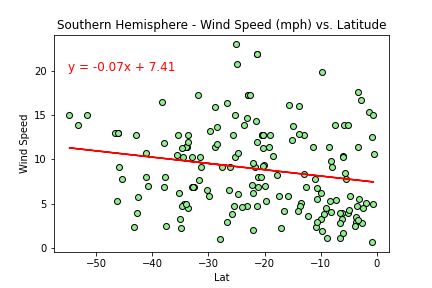 Southern Hemisphere - Wind Speed (mph) vs. Latitude
y = -0.07x + 7.41
Wind Speed
20
15
10
5
0
−50
−40
−30
−20
−10
0
Lat